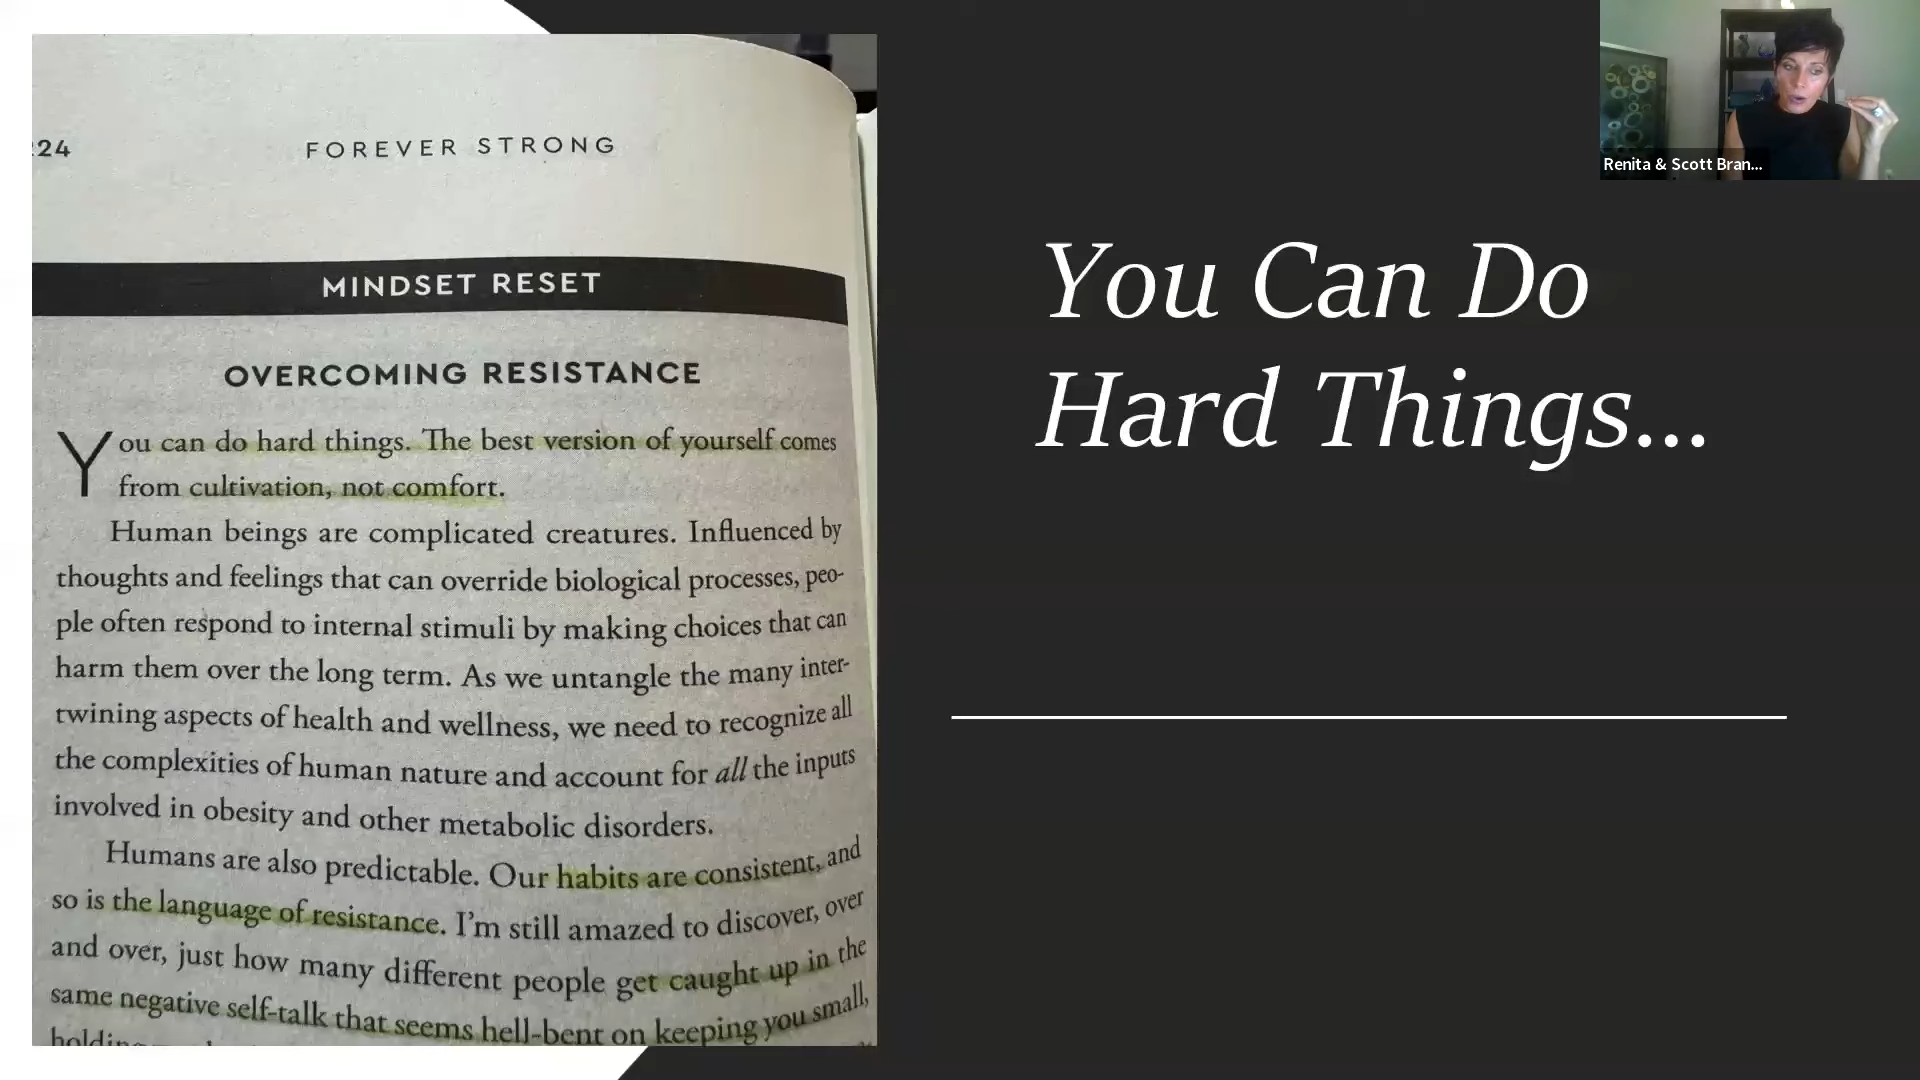 :24 FOREVER STRONG
MINDSET RESET
OVERCOMING RESISTANCE
You can do hard things. The best version of yourself comes
from cultivation, not comfort.
Human beings are complicated creatures. Influenced by
thoughts and feelings that can override biological processes, peo-
ple often respond to internal stimuli by making choices that can
harm them over the long term. As we untangle the many inter-
twining aspects of health and wellness, we need to recognize all
the complexities of human nature and account for all the inputs
involved in obesity and other metabolic disorders.
Humans are also predictable. Our habits are consistent, and
so is the language of resistance. I'm still amazed to discover, over
and over, just how many different people get caught up in the
same negative self-talk that seems hell-bent on keeping you small,
You Can Do
Hard Things...
Renita & Scott Bran...